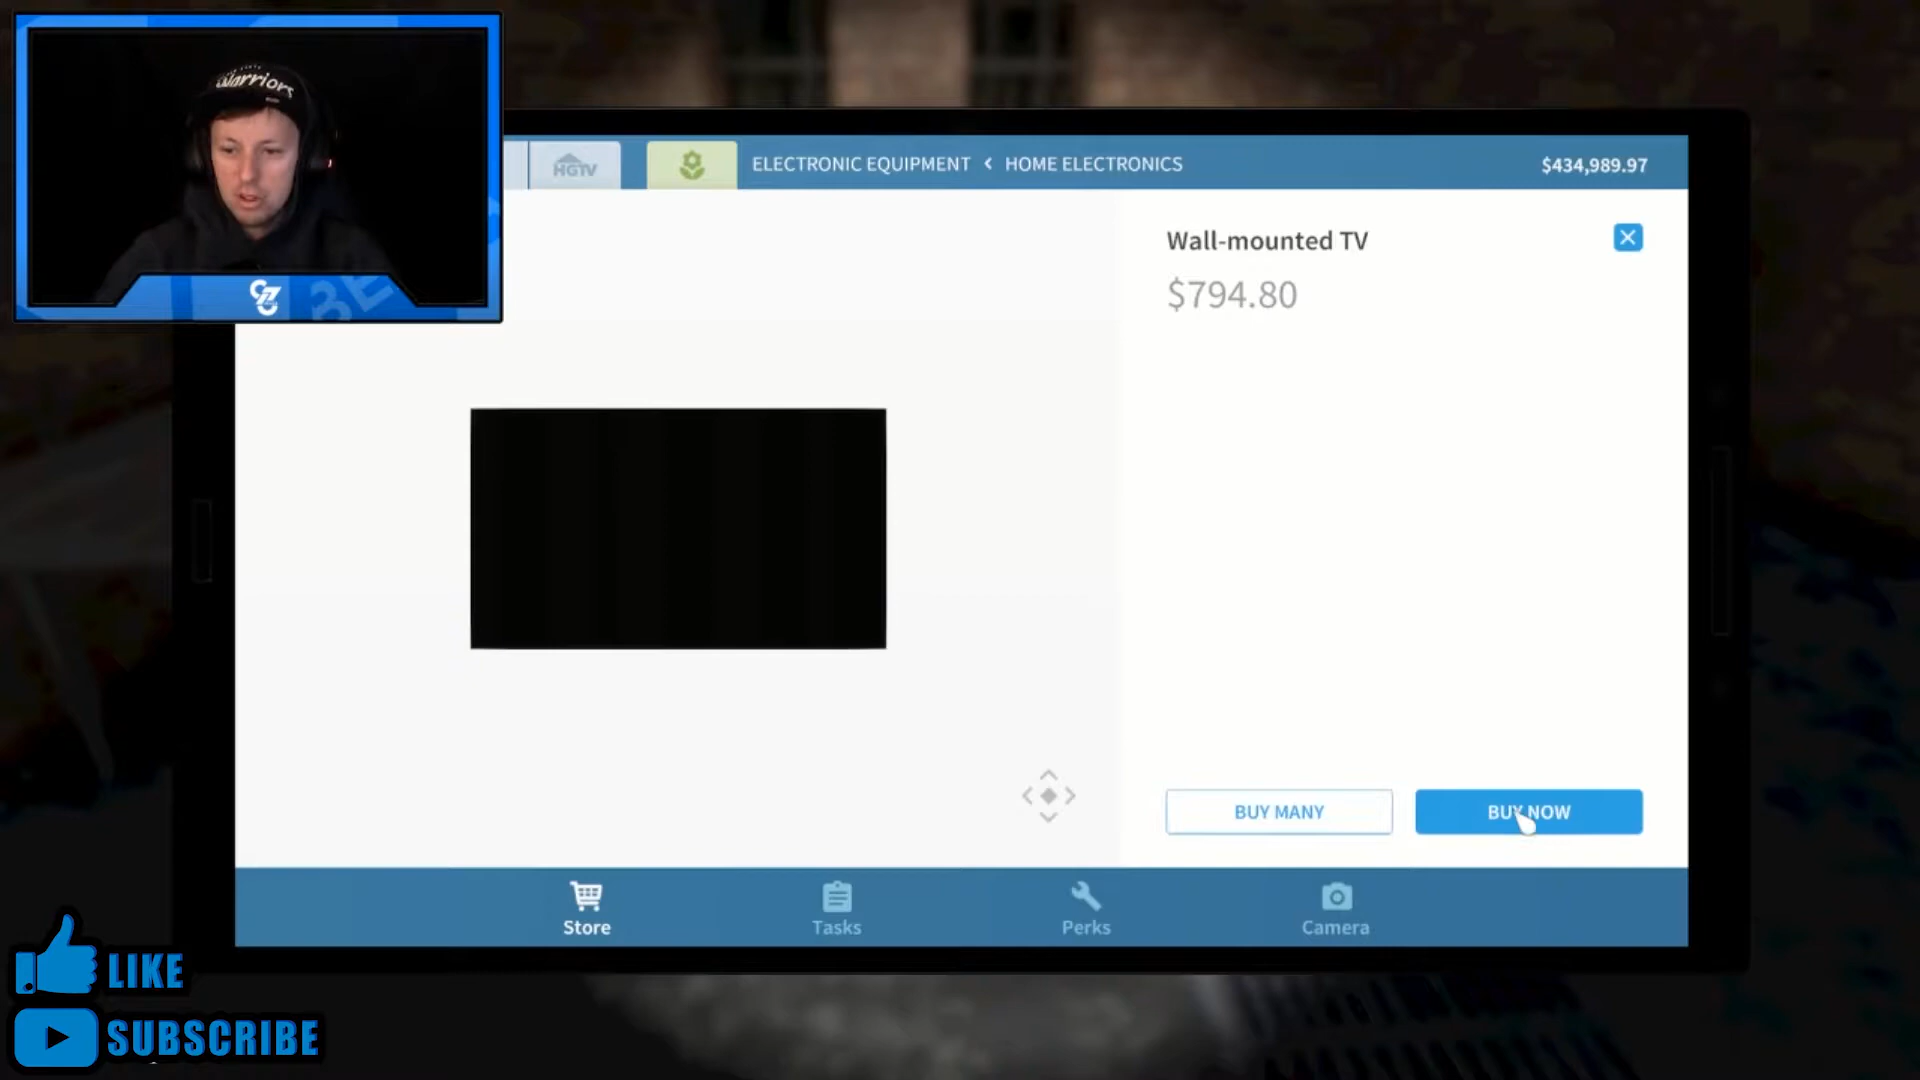 Warriors
HGTV
ELECTRONIC EQUIPMENT < HOME ELECTRONICS
$434,989.97
Wall-mounted TV
$794.80
BUY MANY
BUY NOW
Store
Tasks
Perks
Camera
LIKE
SUBSCRIBE